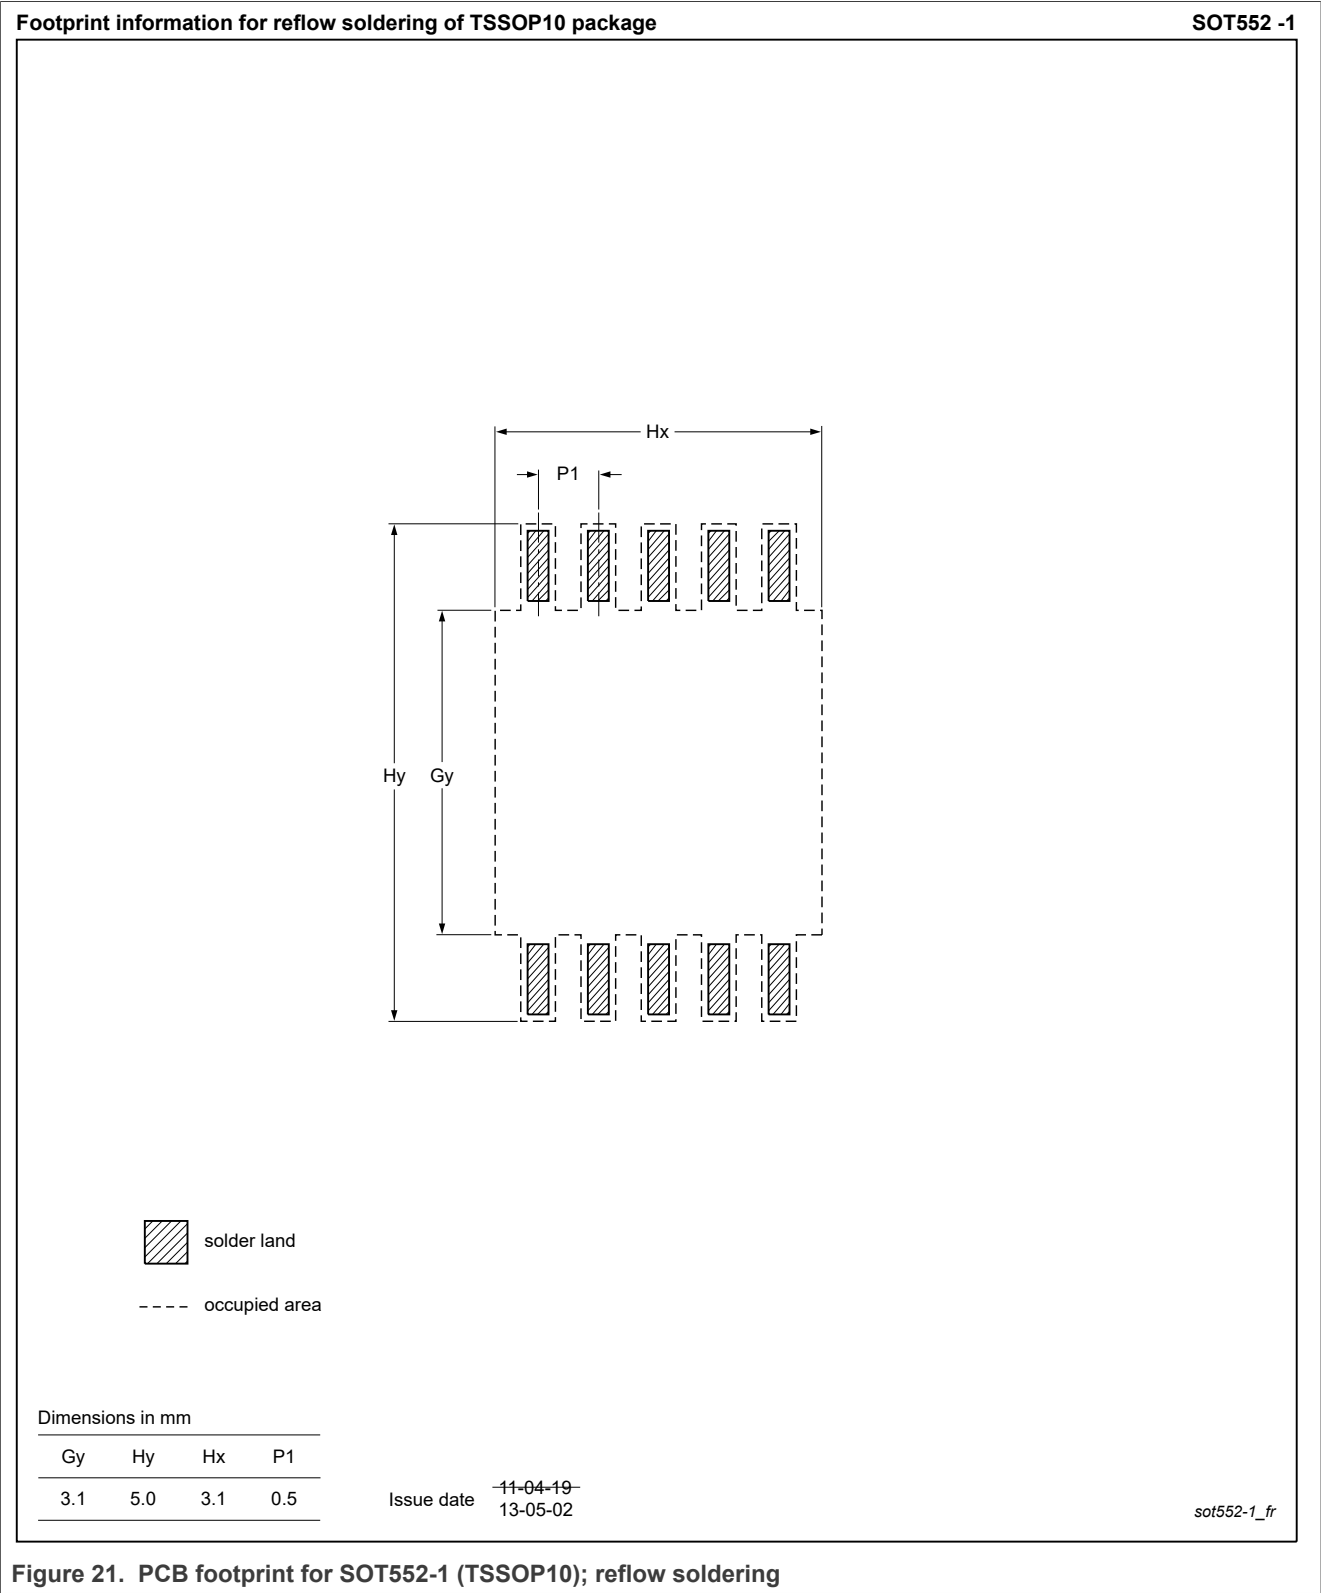 Footprint information for reflow soldering of TSSOP10 package SOT552 -1
Hx
P1
Hy Gy
solder land
occupied area
Dimensions in mm
Gy Hy Hx P1
3.1 5.0 3.1 0.5
Issue date 11-04-19
13-05-02
sot552-1_fr
Figure 21. PCB footprint for SOT552-1 (TSSOP10); reflow soldering